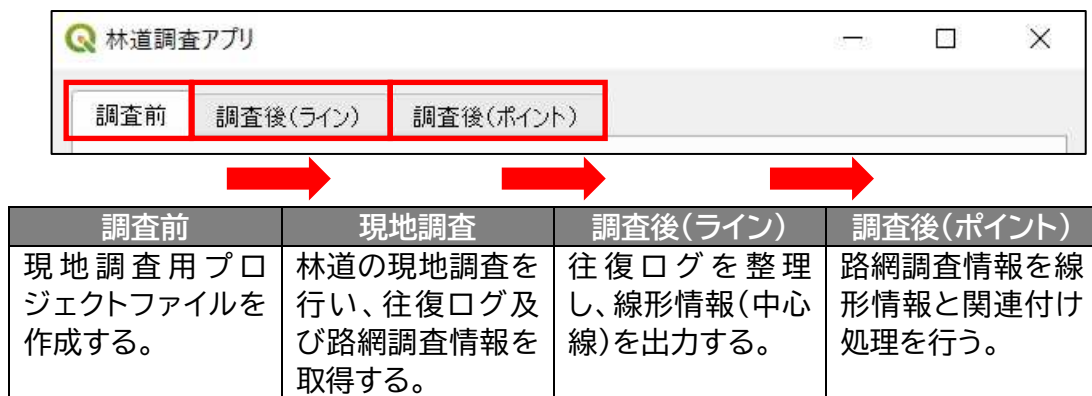 林道調査アプリ
調査前 調査後(ライン) 調査後(ポイント)
調査前 現地調査 調査後(ライン) 調査後(ポイント)
現地調査用プロ
ジェクトファイルを
作成する。
林道の現地調査を
行い、往復ログ及
び路網調査情報を
取得する。
往復ログを整理
し、線形情報(中心
線)を出力する。
路網調査情報を線
形情報と関連付け
処理を行う。